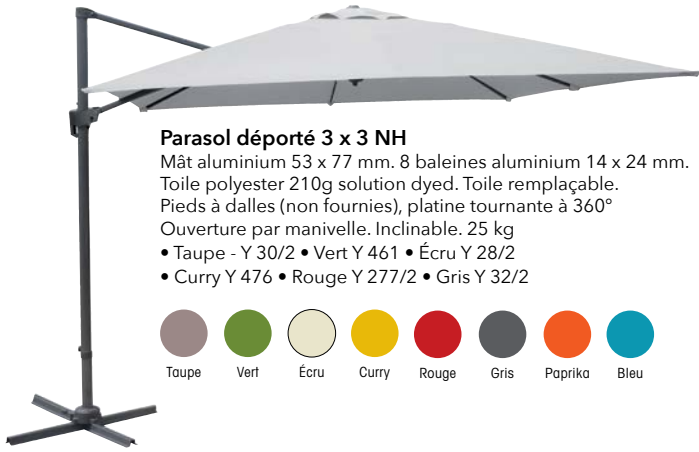 Parasol déporté 3 x 3 NH
Mât aluminium 53 x 77 mm. 8 baleines aluminium 14 x 24 mm.
Toile polyester 210g solution dyed. Toile remplaçable.
Pieds à dalles (non fournies), platine tournante à 360°
Ouverture par manivelle. Inclinable. 25 kg
• Taupe - Y 30/2 • Vert Y 461 • Écru Y 28/2
• Curry Y 476 • Rouge Y 277/2 • Gris Y 32/2
Taupe Vert Écru Curry Rouge Gris Paprika Bleu